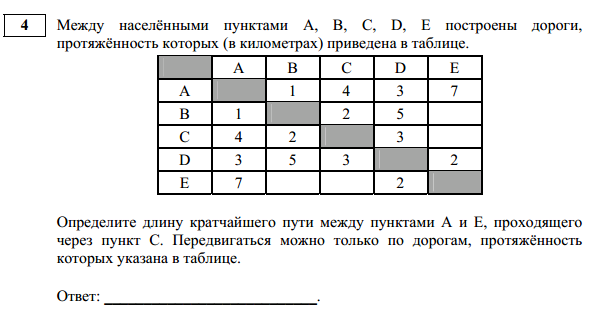 4 Между населёнными пунктами A, B, C, D, E построены дороги,
протяжённость которых (в километрах) приведена в таблице.
A B C D E
A 1 4 3 7
B 1 2 5
C 4 2 3
D 3 5 3 2
E 7 2
Определите длину кратчайшего пути между пунктами A и E, проходящего
через пункт C. Передвигаться можно только по дорогам, протяжённость
которых указана в таблице.
Ответ: ___________________________.